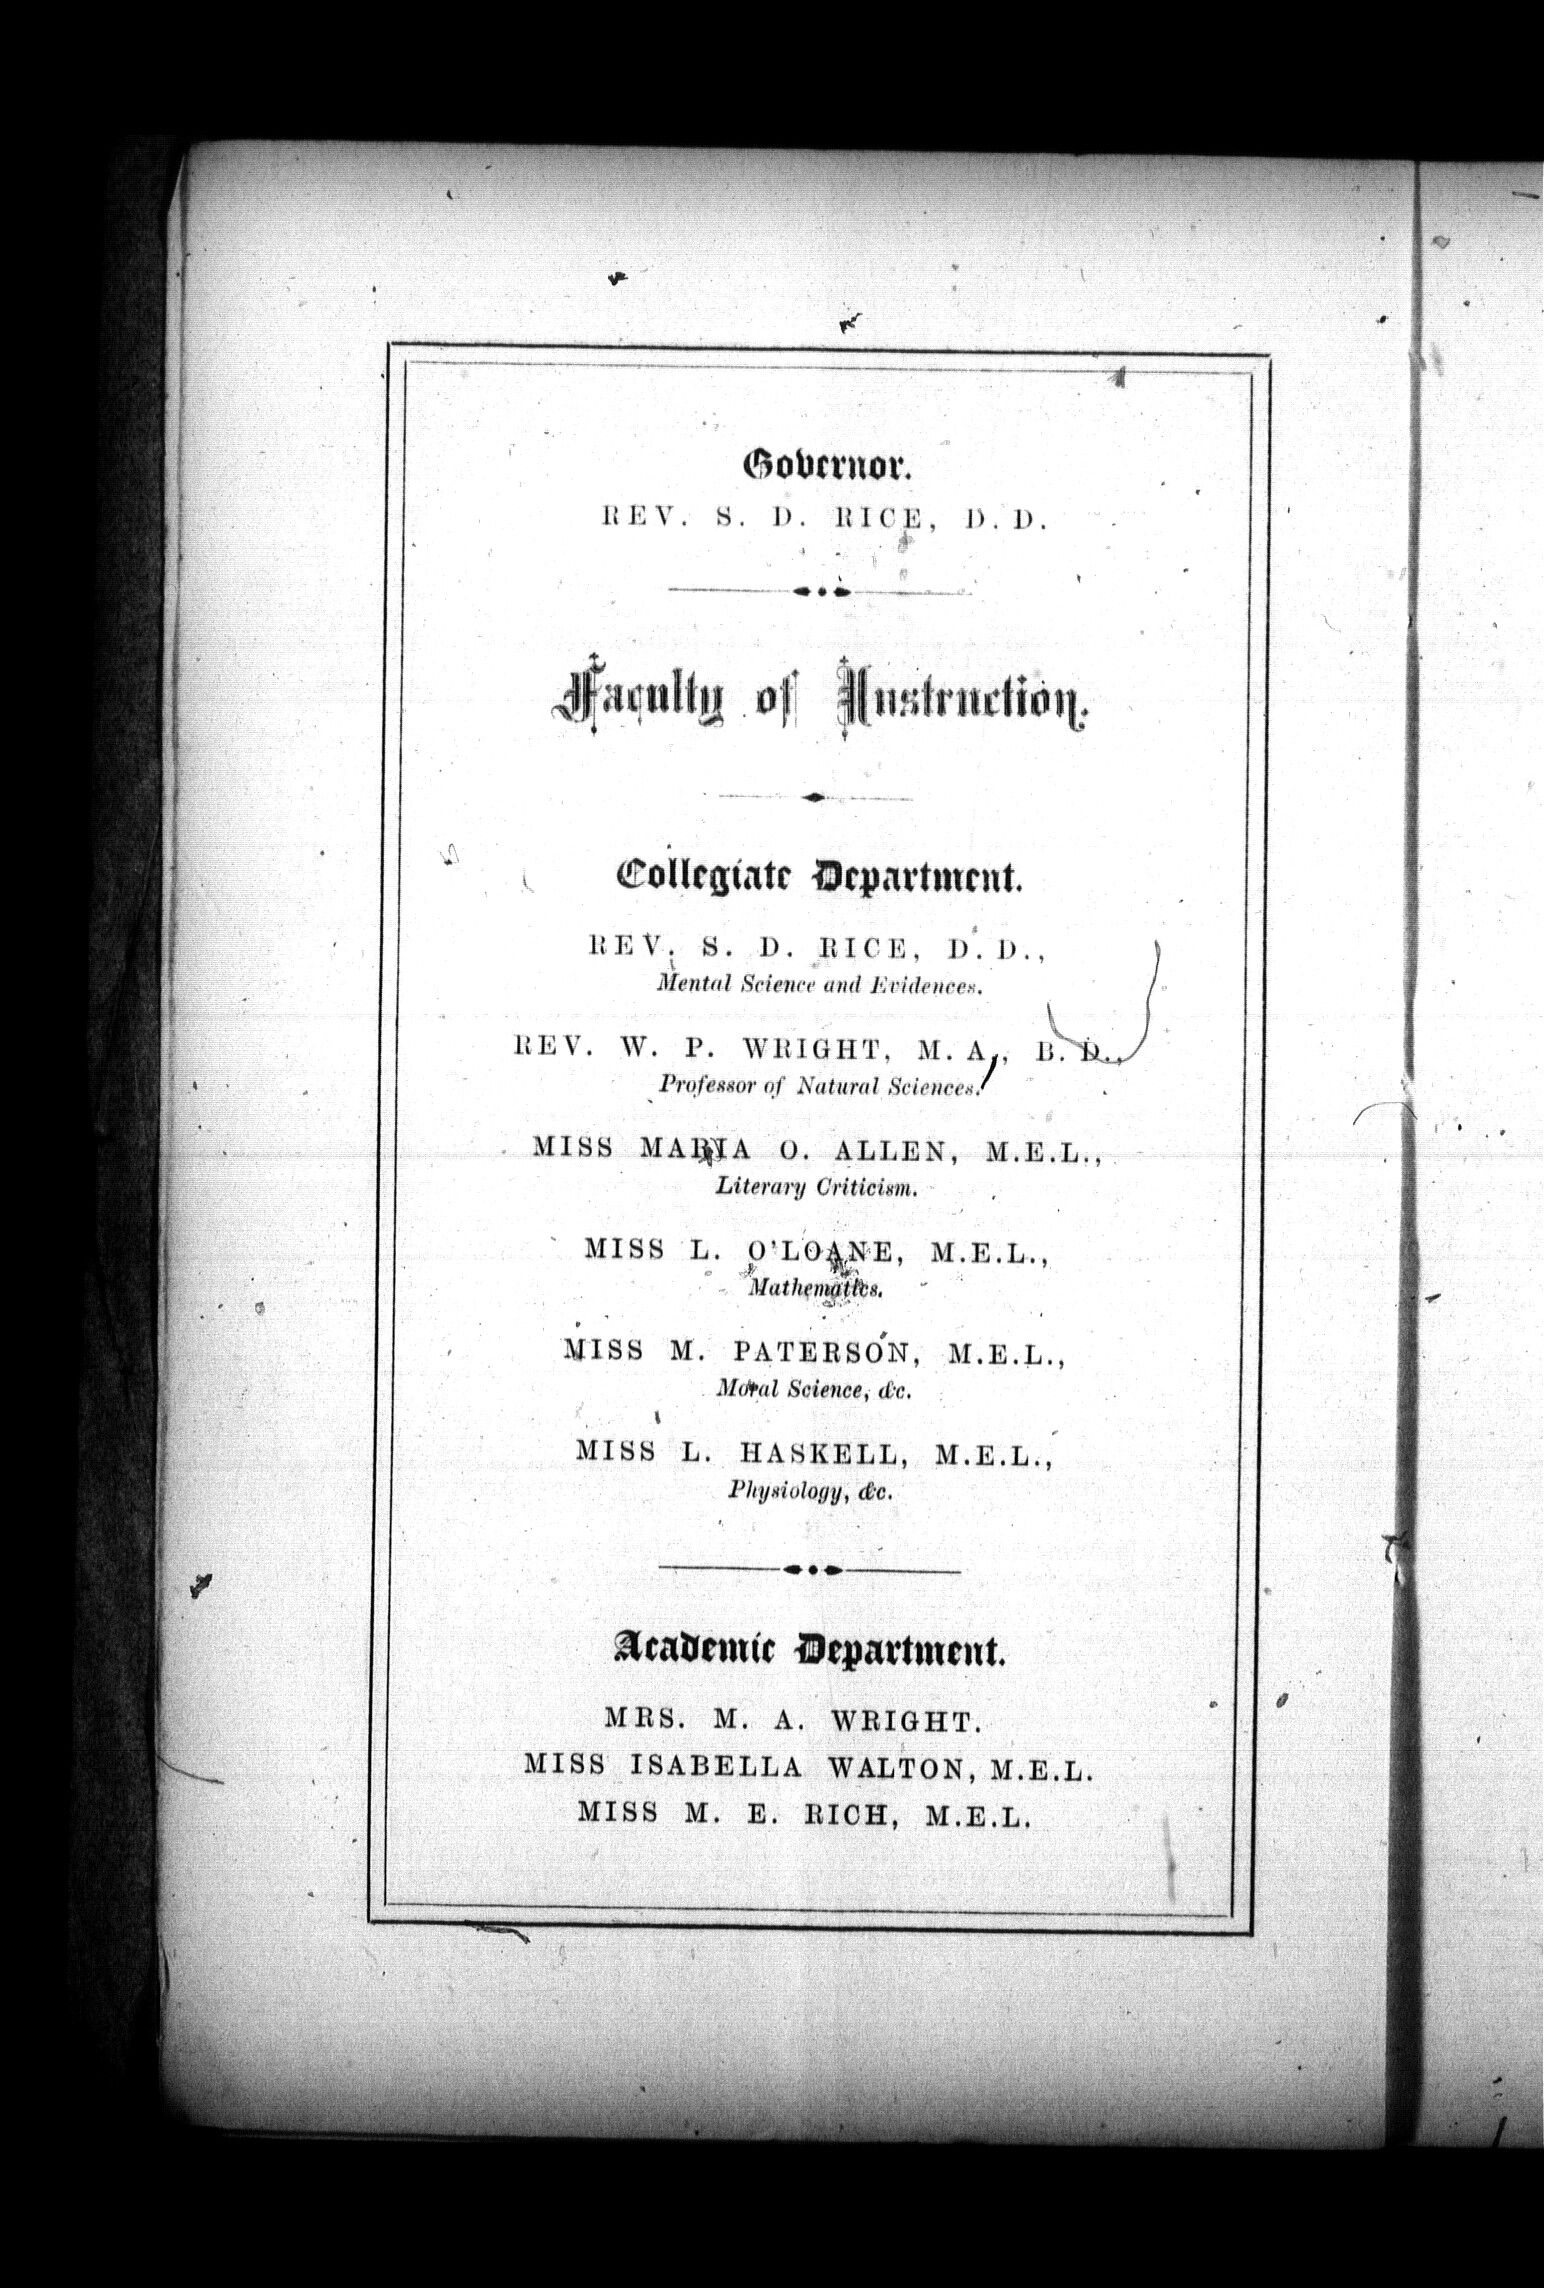 Governor.
REV. S. D. RICE, D. D.
Faculty of Instruction.
Collegiate Department.
REV. S. D. RICE, D. D.,
Mental Science and Evidences.
REV. W. P. WRIGHT, M. A., B. D.,
Professor of Natural Sciences.
MISS MARIA O. ALLEN, M.E.L.,
Literary Criticism.
MISS L. O'LOANE, M.E.L.,
Mathematics.
MISS M. PATERSON, M.E.L.,
Moral Science, &c.
MISS L. HASKELL, M.E.L.,
Physiology, &c.
Academic Department.
MRS. M. A. WRIGHT.
MISS ISABELLA WALTON, M.E.L.
MISS M. E. RICH, M.E.L.